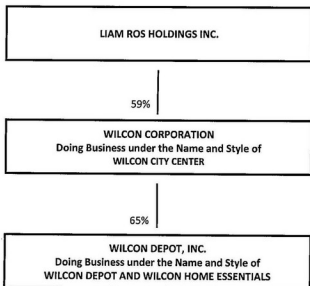 LIAM ROS HOLDINGS INC.
59%
WILCON CORPORATION
Doing Business under the Name and Style of
WILCON CITY CENTER
65%
WILCON DEPOT, INC.
Doing Business under the Name and Style of
WILCON DEPOT AND WILCON HOME ESSENTIALS